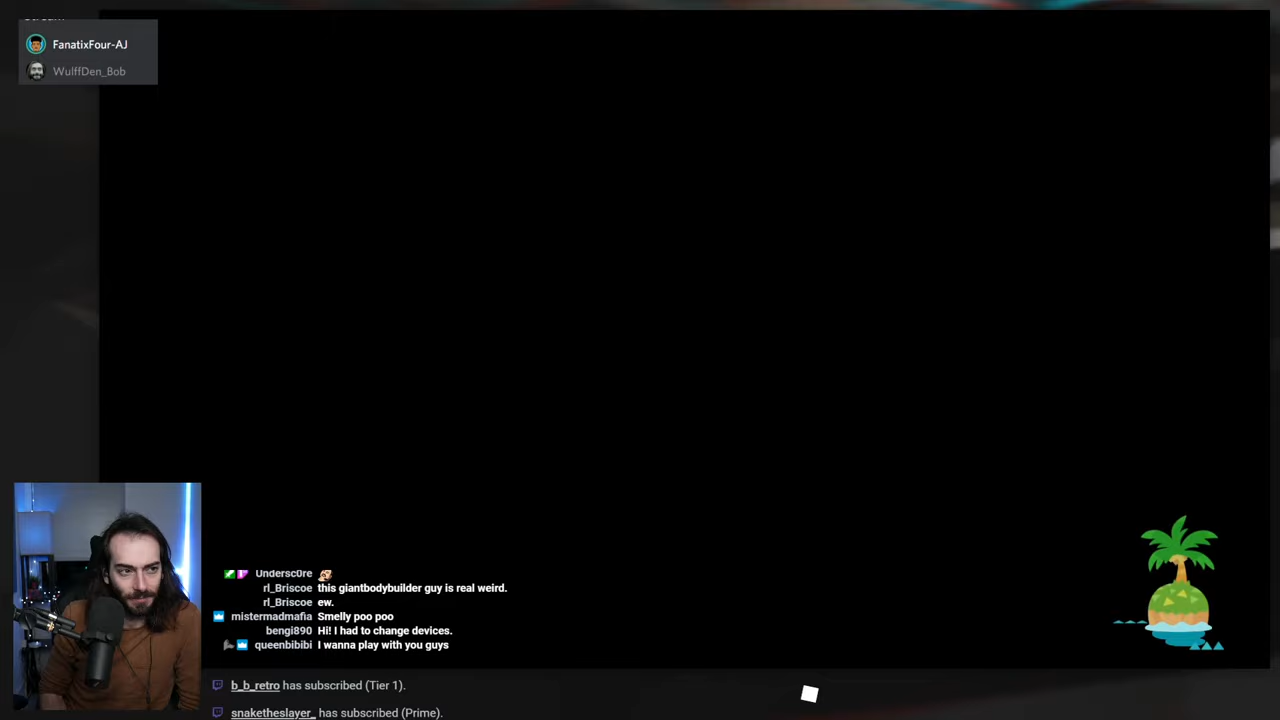 FanatixFour-AJ
WulffDen_Bob
Undersc0re
rl_Briscoe this giantbodybuilder guy is real weird.
rl_Briscoe ew.
mistermadmafia Smelly poo poo
bengi890 Hi! I had to change devices.
queenbibibi I wanna play with you guys
b_b_retro has subscribed (Tier 1).
snaketheslayer_ has subscribed (Prime).